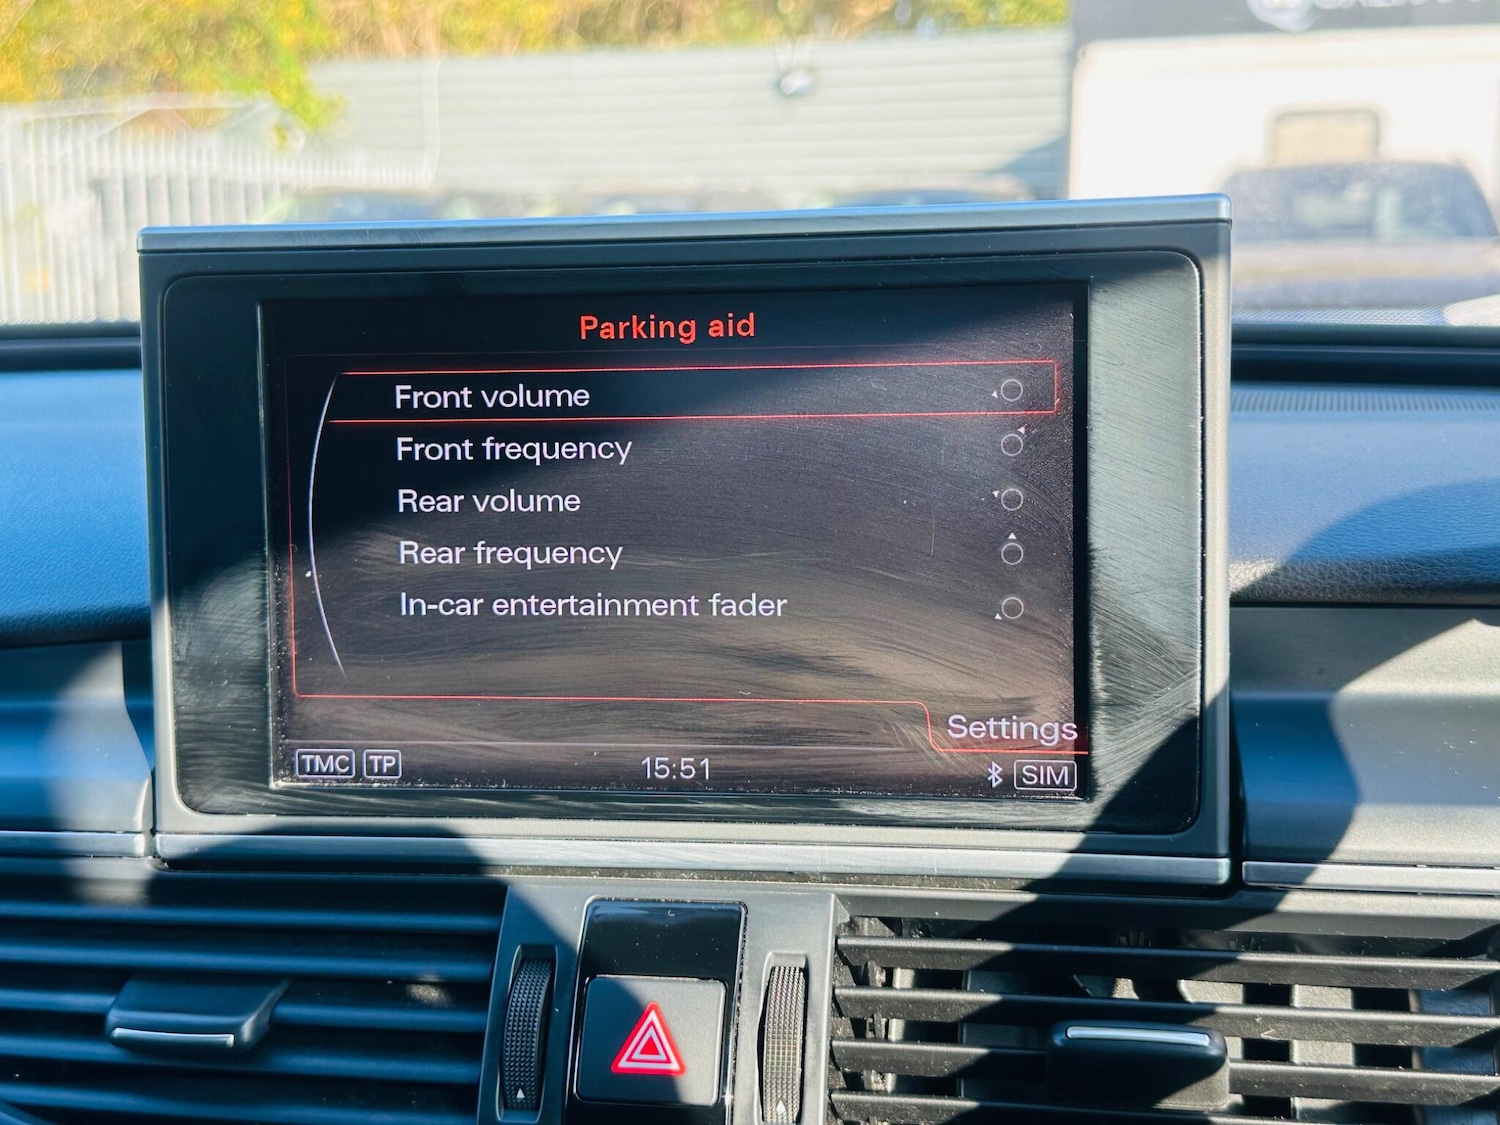 Parking aid
Front volume
Front frequency
Rear volume
Rear frequency
In-car entertainment fader
Settings
TMC TP 15:51 SIM